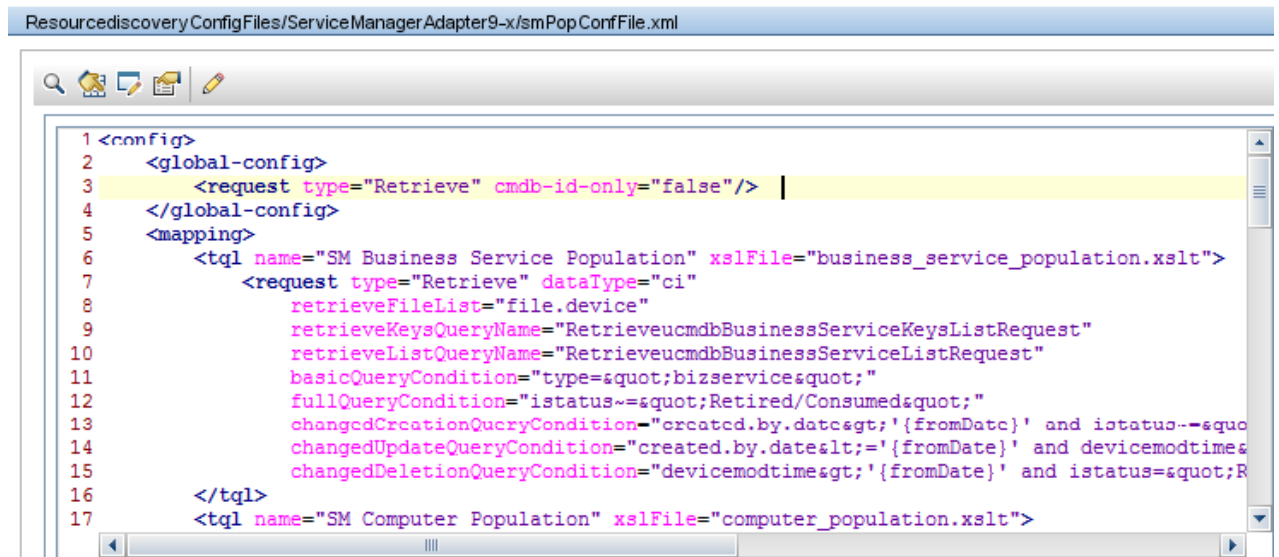 ResourcediscoveryConfigFiles/ServiceManagerAdapter9-x/smPopConfFile.xml
1 <config>
2 <global-config>
3 <request type="Retrieve" cmdb-id-only="false"/>
4 </global-config>
5 <mapping>
6 <tql name="SM Business Service Population" xslFile="business_service_population.xslt">
7 <request type="Retrieve" dataType="ci"
8 retrieveFileList="file.device"
9 retrieveKeysQueryName="RetrieveucmdbBusinessServiceKeysListRequest"
10 retrieveListQueryName="RetrieveucmdbBusinessServiceListRequest"
11 basicQueryCondition="type=&quot;bizservice&quot;"
12 fullQueryCondition="istatus~=&quot;Retired/Consumed&quot;"
13 changedCreationQueryCondition="created.by.date&gt;'{fromDate}' and istatus~=&quo
14 changedUpdateQueryCondition="created.by.date&lt;='{fromDate}' and devicemodtime&
15 changedDeletionQueryCondition="devicemodtime&gt;'{fromDate}' and istatus=&quot;R
16 </tql>
17 <tql name="SM Computer Population" xslFile="computer_population.xslt">